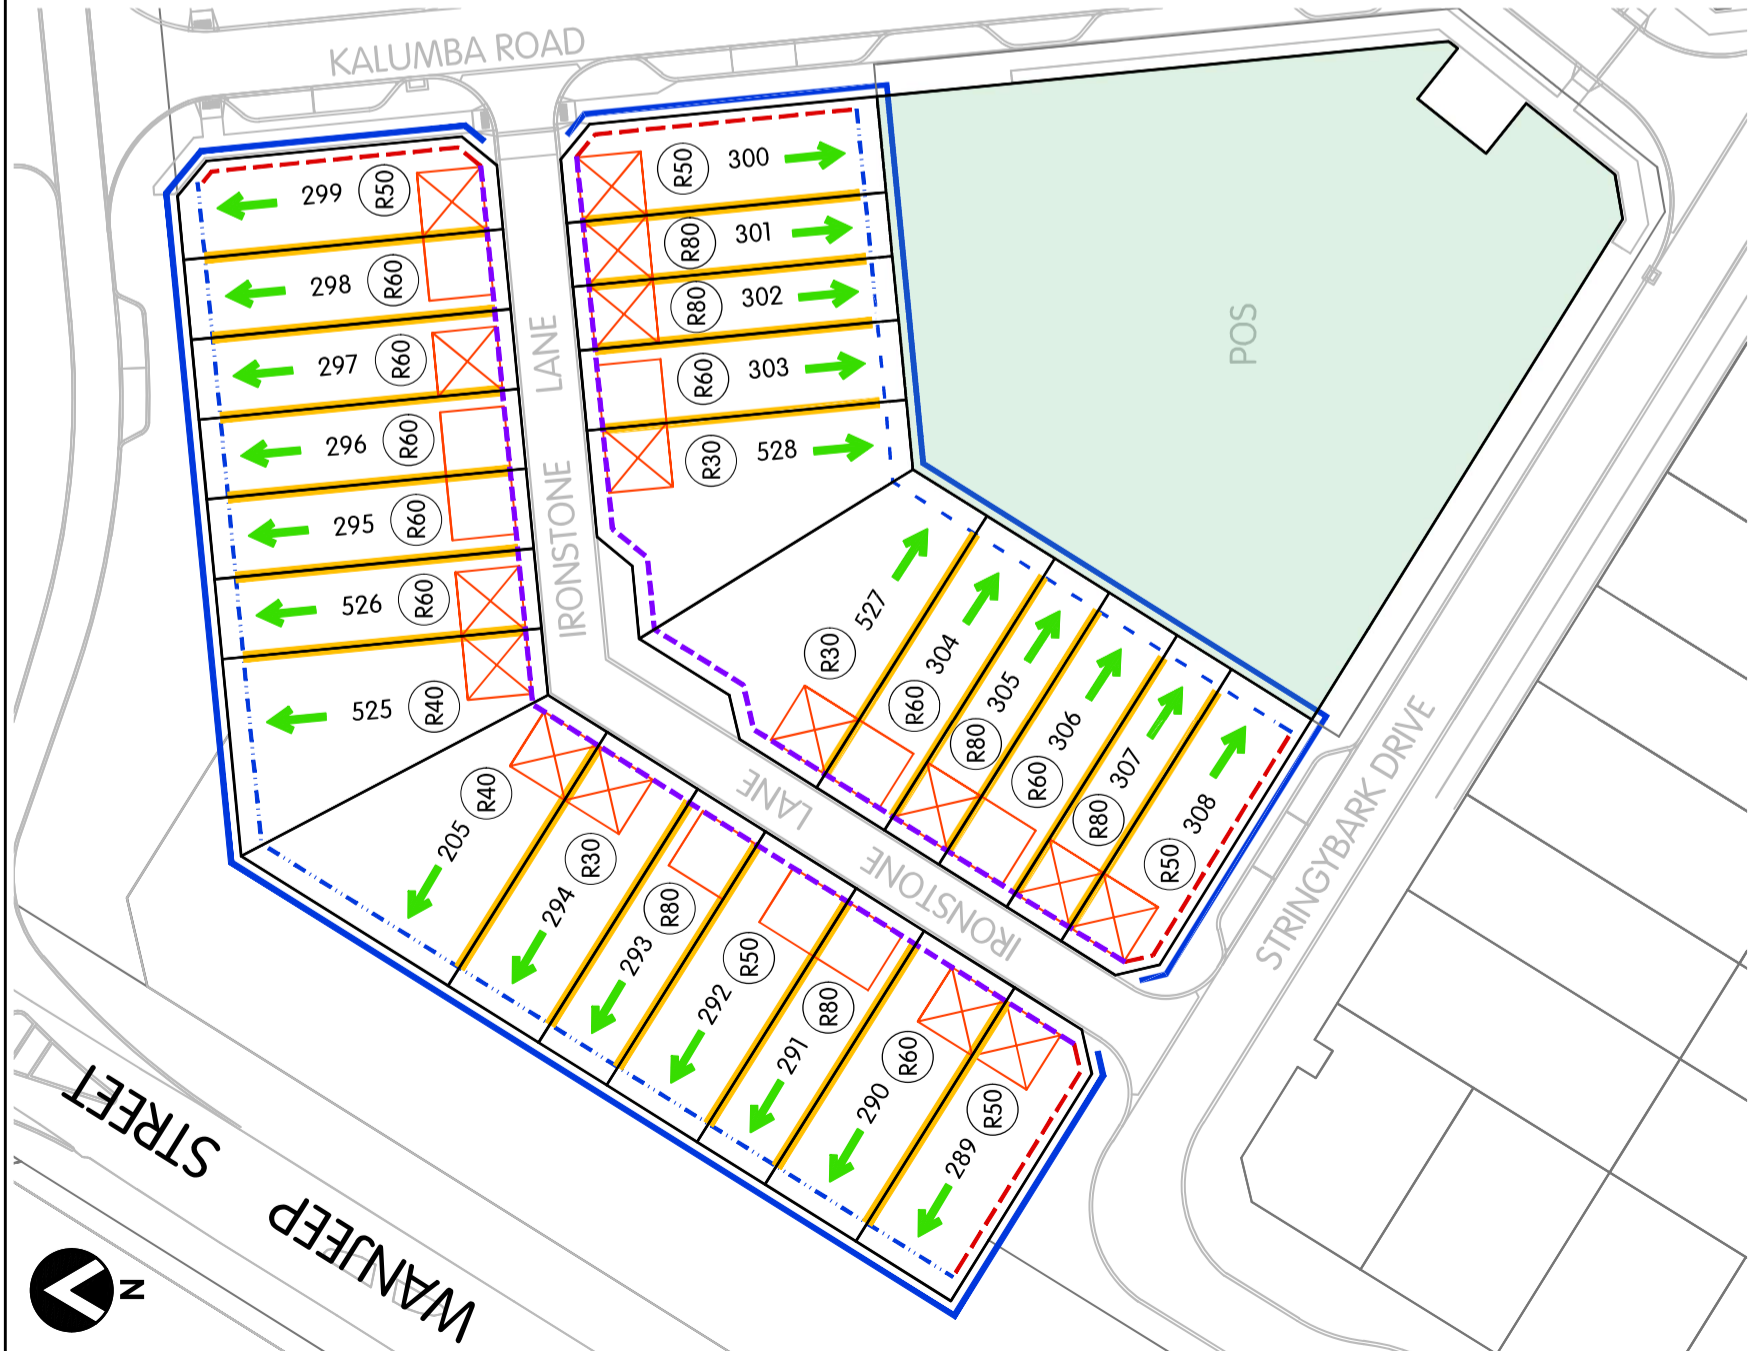 KALUMBA ROAD
299 R50
298 R60
297 R60
296 R60
295 R60
526 R60
525 R40
R50 300
R80 301
R80 302
R60 303
R30 528
IRONSTONE LANE
POS
R30 527
R60 304
R80 305
R60 306
R80 307
R50 308
205 R40
294 R30
293 R80
292 R50
291 R80
290 R60
289 R50
IRONSTONE LANE
STRINGYBARK DRIVE
WANJEEP STREET
N